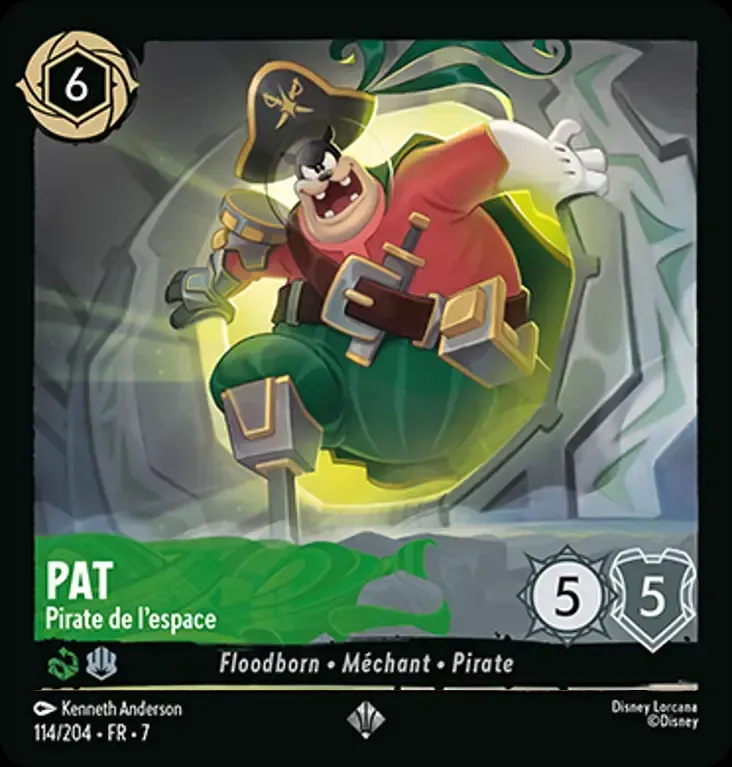 6
PAT
Pirate de l'espace
5 5
Floodborn • Méchant • Pirate
Kenneth Anderson
Disney Lorcana
114/204 • FR • 7
©Disney